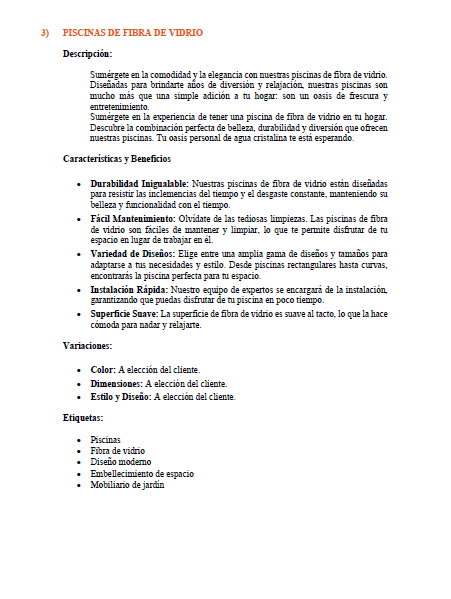 3) PISCINAS DE FIBRA DE VIDRIO
Descripción:
Sumérgete en la comodidad y la elegancia con nuestras piscinas de fibra de vidrio.
Diseñadas para brindarte años de diversión y relajación, nuestras piscinas son
mucho más que una simple adición a tu hogar: son un oasis de frescura y
entretenimiento.
Sumérgete en la experiencia de tener una piscina de fibra de vidrio en tu hogar.
Descubre la combinación perfecta de belleza, durabilidad y diversión que ofrecen
nuestras piscinas. Tu oasis personal de agua cristalina te está esperando.
Características y Beneficios
• Durabilidad Inigualable: Nuestras piscinas de fibra de vidrio están diseñadas
para resistir las inclemencias del tiempo y el desgaste constante, manteniendo su
belleza y funcionalidad con el tiempo.
• Fácil Mantenimiento: Olvídate de las tediosas limpiezas. Las piscinas de fibra
de vidrio son fáciles de mantener y limpiar, lo que te permite disfrutar de tu
espacio en lugar de trabajar en él.
• Variedad de Diseños: Elige entre una amplia gama de diseños y tamaños para
adaptarse a tus necesidades y estilo. Desde piscinas rectangulares hasta curvas,
encontrarás la piscina perfecta para tu espacio.
• Instalación Rápida: Nuestro equipo de expertos se encargará de la instalación,
garantizando que puedas disfrutar de tu piscina en poco tiempo.
• Superficie Suave: La superficie de fibra de vidrio es suave al tacto, lo que la hace
cómoda para nadar y relajarte.
Variaciones:
• Color: A elección del cliente.
• Dimensiones: A elección del cliente.
• Estilo y Diseño: A elección del cliente.
Etiquetas:
• Piscinas
• Fibra de vidrio
• Diseño moderno
• Embellecimiento de espacio
• Mobiliario de jardín